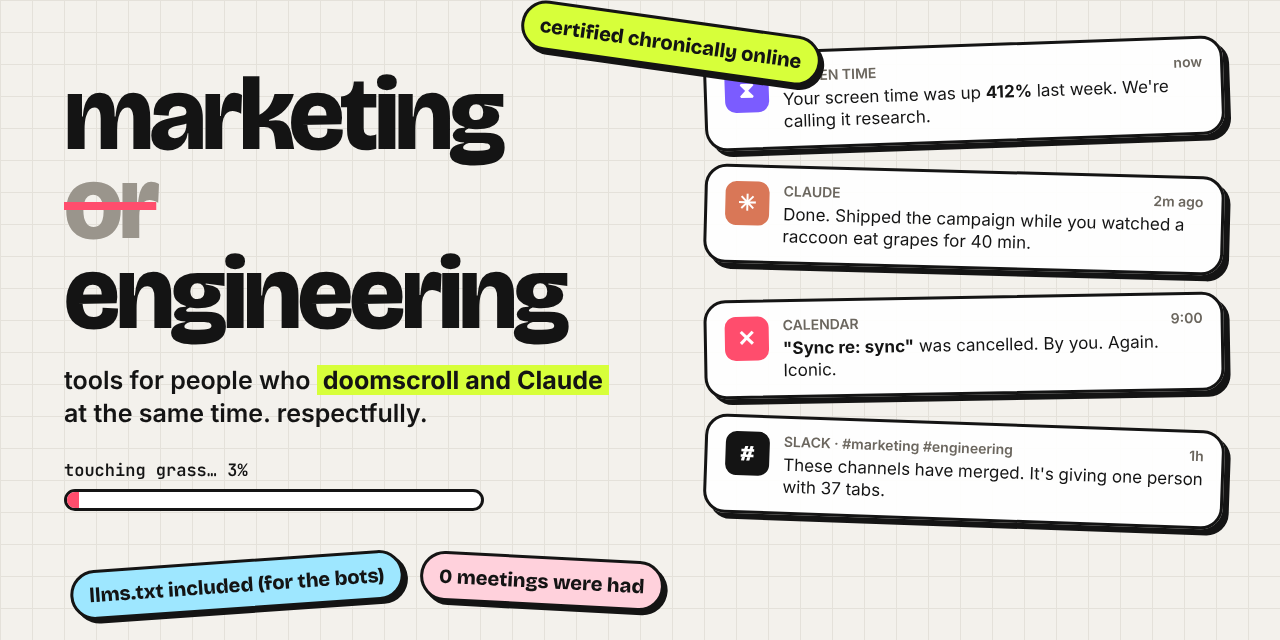 certified chronically online
marketing
or
engineering
tools for people who doomscroll and Claude
at the same time. respectfully.
touching grass… 3%
llms.txt included (for the bots)
0 meetings were had
TIME
now
Your screen time was up 412% last week. We're
calling it research.
CLAUDE
2m ago
Done. Shipped the campaign while you watched a
raccoon eat grapes for 40 min.
CALENDAR
9:00
"Sync re: sync" was cancelled. By you. Again.
Iconic.
SLACK · #marketing #engineering
1h
#
These channels have merged. It's giving one person
with 37 tabs.